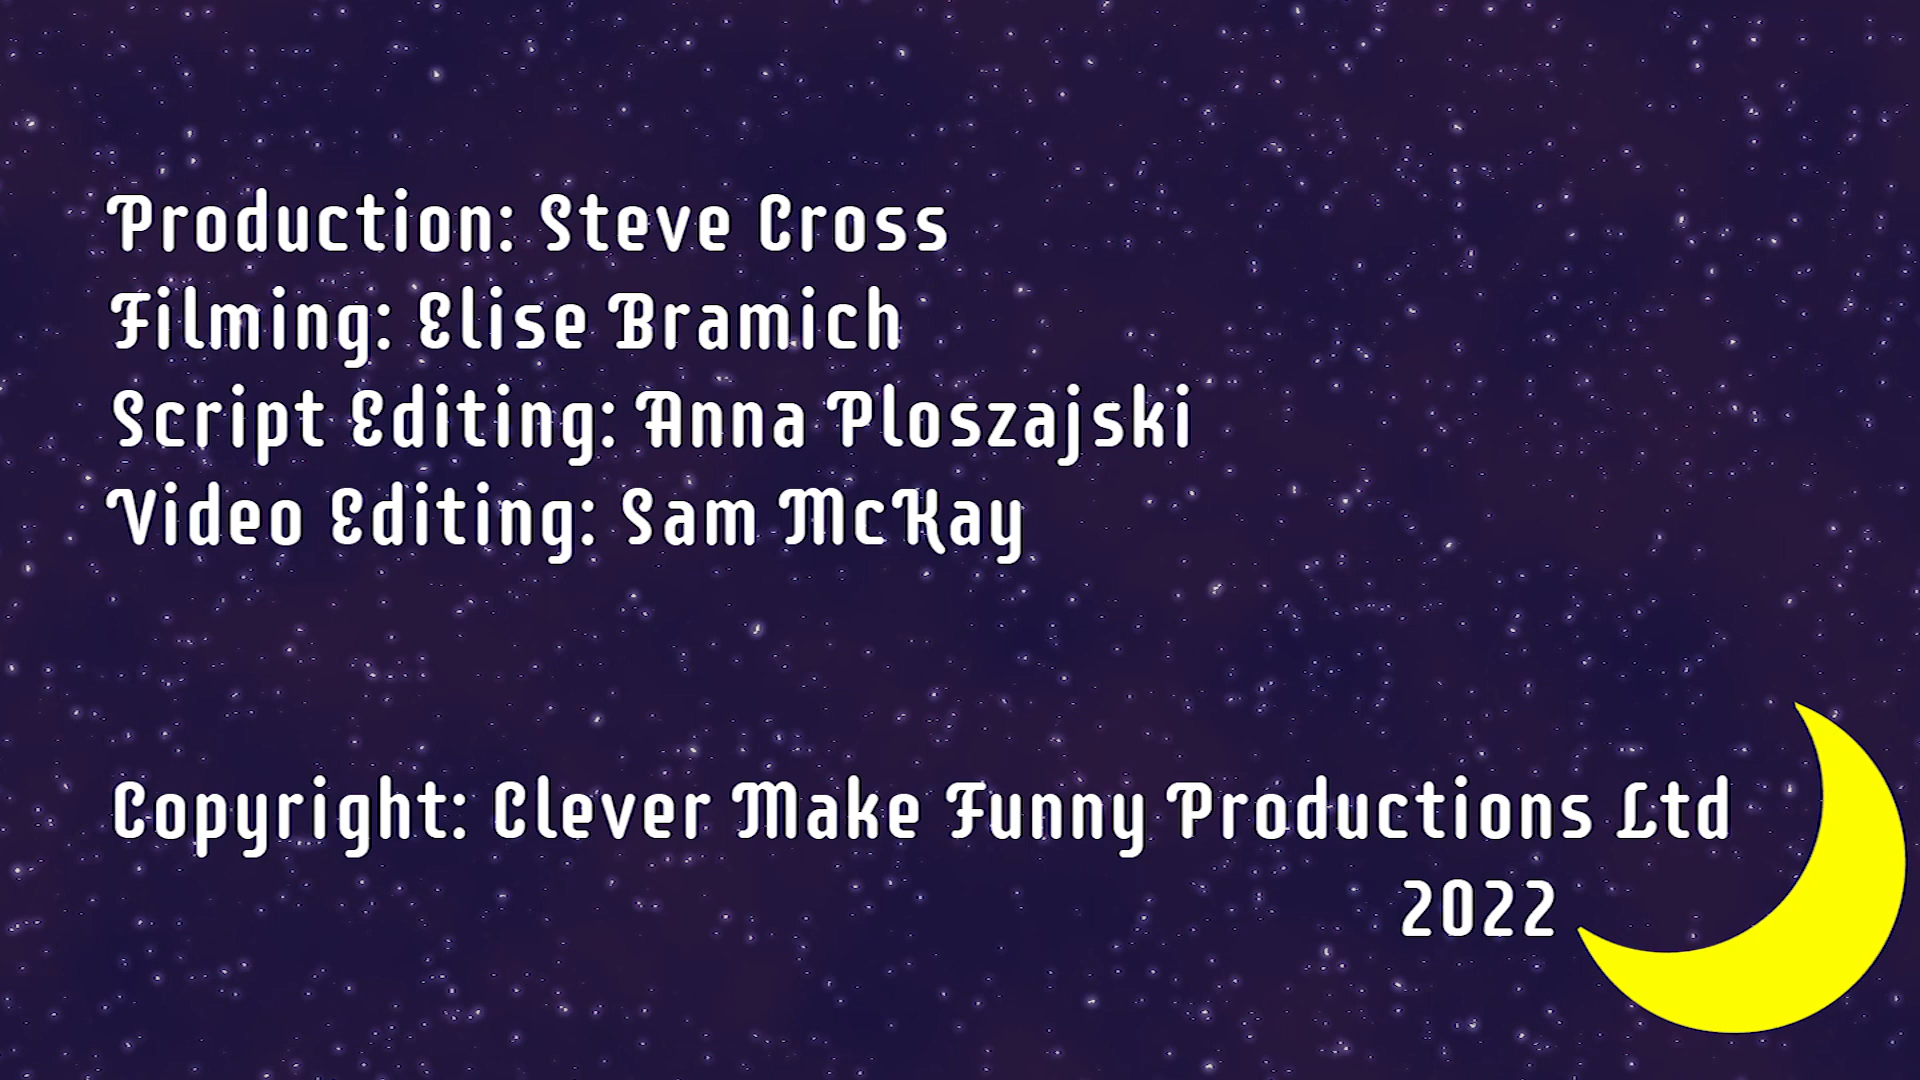 Production: Steve Cross
Filming: Elise Bramich
Script Editing: Anna Ploszajski
Video Editing: Sam McKay
Copyright: Clever Make Funny Productions Ltd
2022